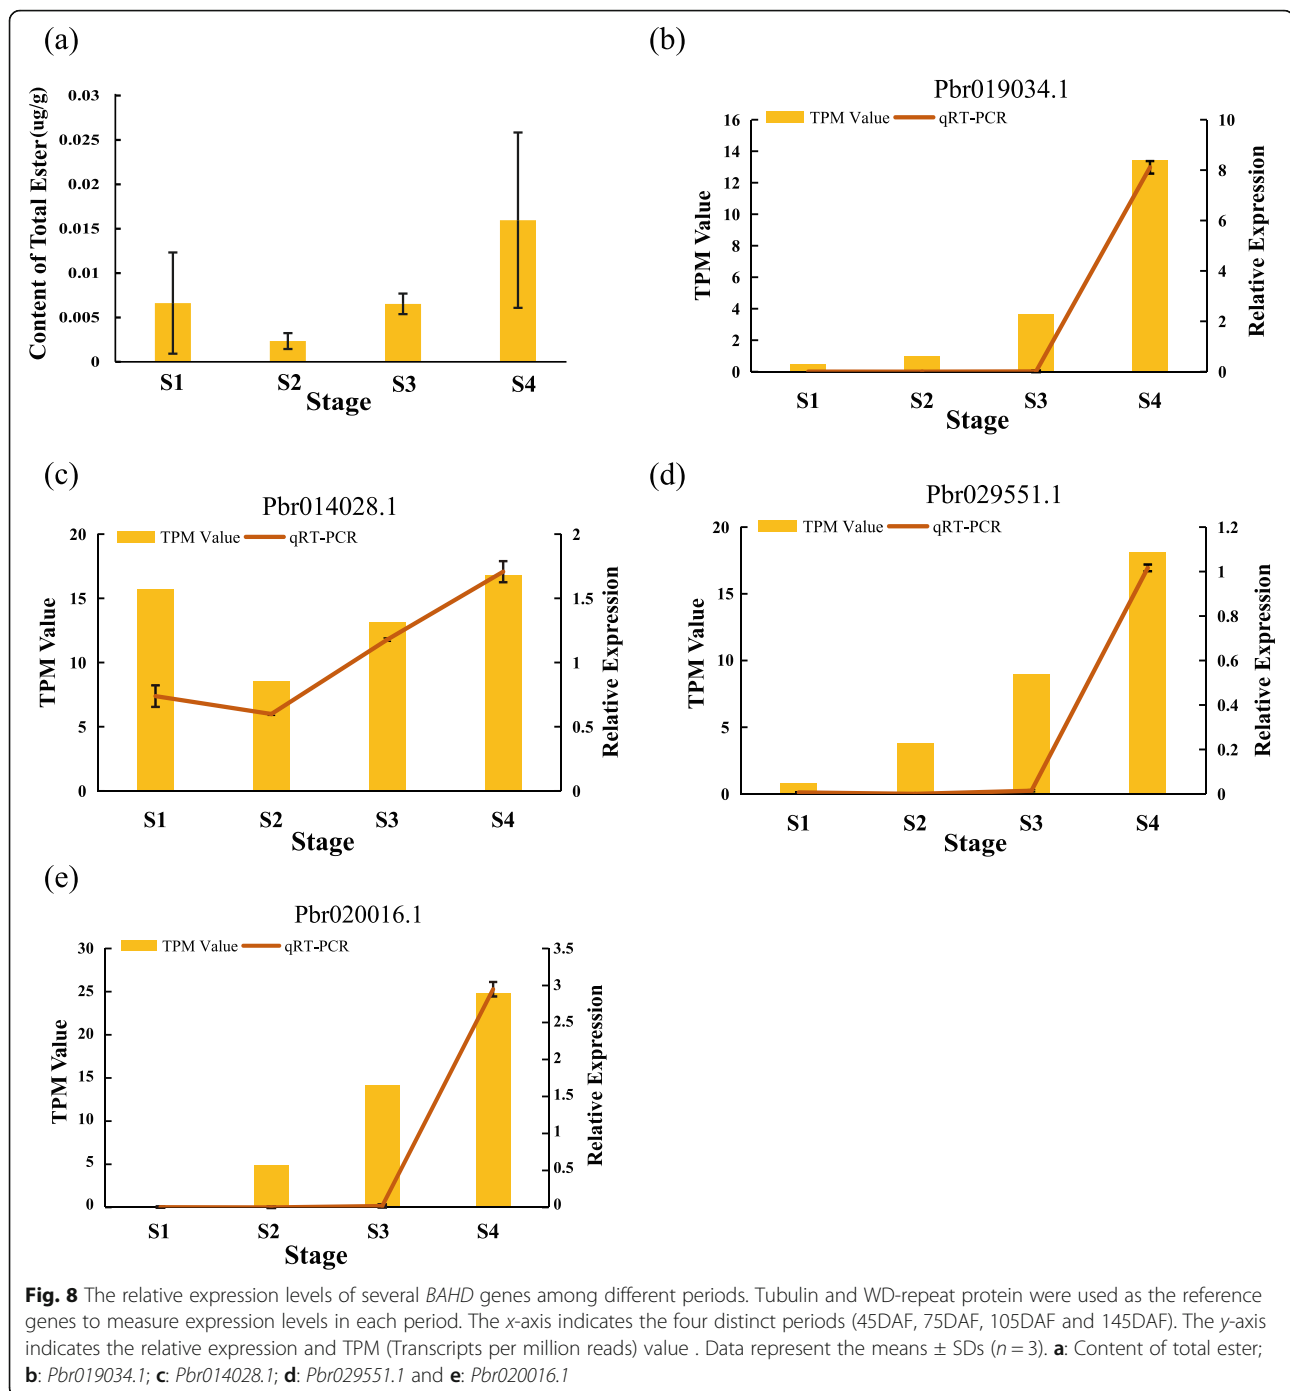 (a)
0.03
0.025
0.02
0.015
0.01
0.005
0
Content of Total Ester(ug/g)
S1 S2 S3 S4
Stage
(b)
Pbr019034.1
TPM Value qRT-PCR
16
14
12
10
8
6
4
2
0
TPM Value
10
8
6
4
2
0
Relative Expression
S1 S2 S3 S4
Stage
(c)
Pbr014028.1
TPM Value qRT-PCR
20
15
10
5
0
TPM Value
2
1.5
1
0.5
0
Relative Expression
S1 S2 S3 S4
Stage
(d)
Pbr029551.1
TPM Value qRT-PCR
20
15
10
5
0
TPM Value
1.2
1
0.8
0.6
0.4
0.2
0
Relative Expression
S1 S2 S3 S4
Stage
(e)
Pbr020016.1
TPM Value qRT-PCR
30
25
20
15
10
5
0
TPM Value
3.5
3
2.5
2
1.5
1
0.5
0
Relative Expression
S1 S2 S3 S4
Stage
Fig. 8 The relative expression levels of several BAHD genes among different periods. Tubulin and WD-repeat protein were used as the reference
genes to measure expression levels in each period. The x-axis indicates the four distinct periods (45DAF, 75DAF, 105DAF and 145DAF). The y-axis
indicates the relative expression and TPM (Transcripts per million reads) value . Data represent the means ± SDs (n = 3). a: Content of total ester;
b: Pbr019034.1; c: Pbr014028.1; d: Pbr029551.1 and e: Pbr020016.1